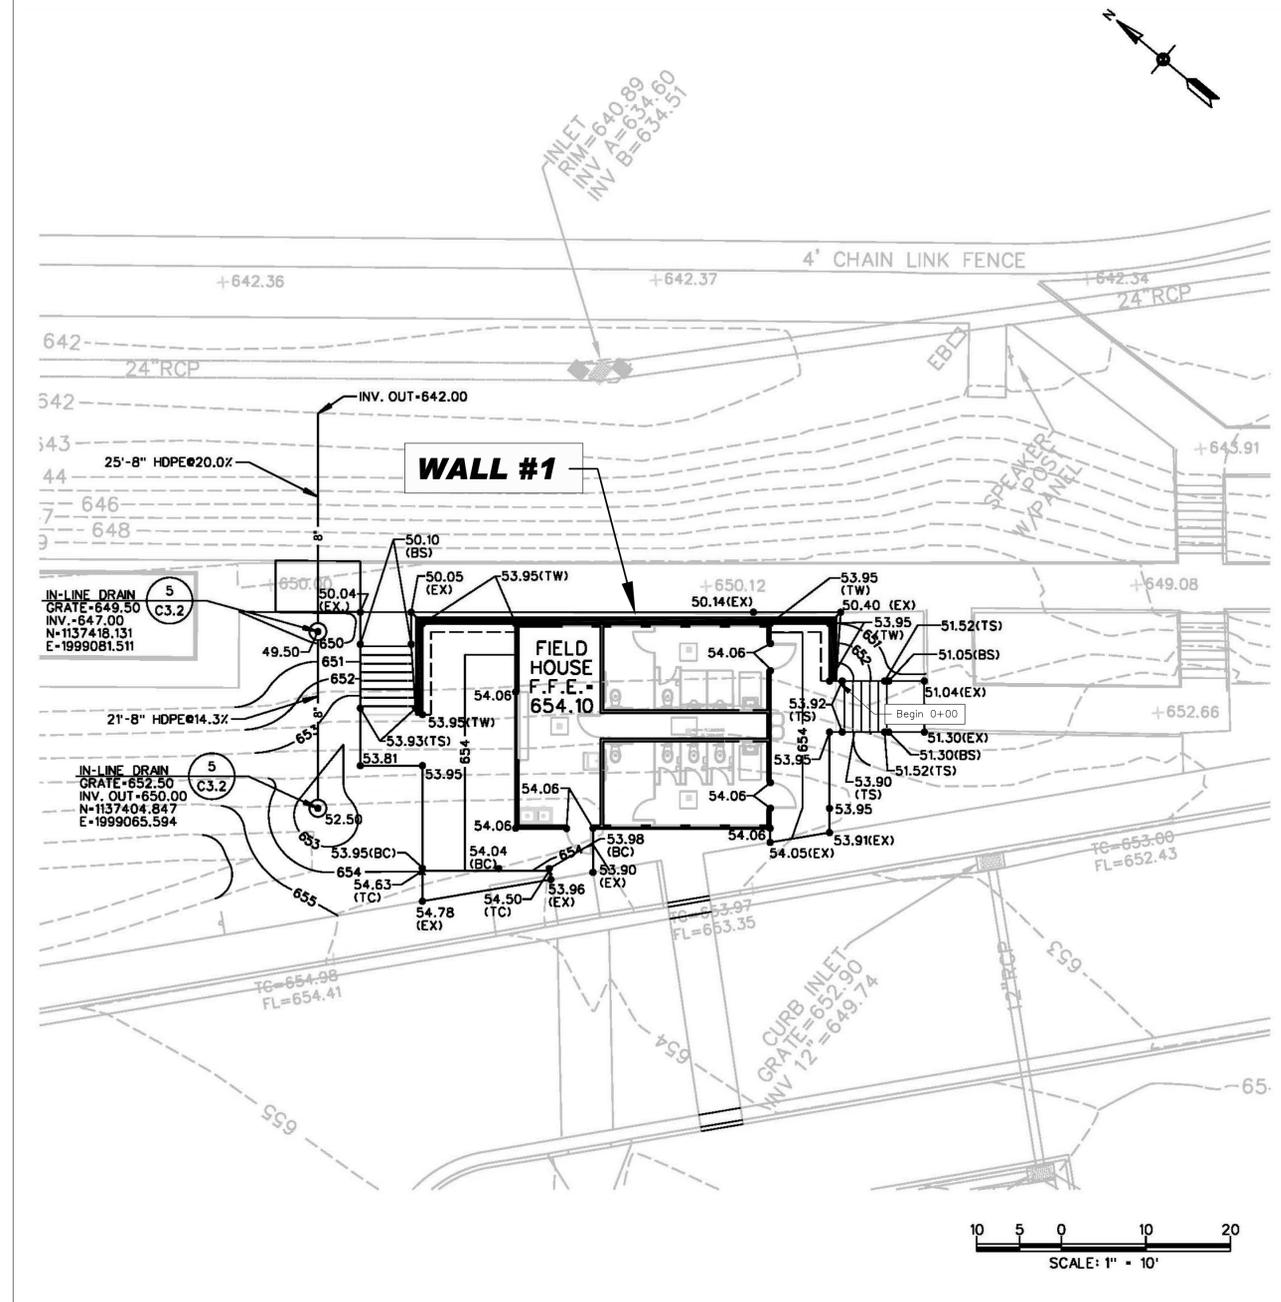 N
INLET
RIM=640.89
INV A=634.60
INV B=634.51
4' CHAIN LINK FENCE
642.36
642.37
642.34
24"RCP
642
24"RCP
EB
INV. OUT=642.00
642
643.91
643
WALL #1
25'-8" HDPE@20.0%
SPEAKER
POST
W/PANEL
44
646
7
648
8"
9
50.10
(BS)
50.05
(EX)
53.95(TW)
53.95
(TW)
650.00
650.12
649.08
5
C3.2
IN-LINE DRAIN
GRATE=649.50
INV.=647.00
N=1137418.131
E=1999081.511
50.04
(EX.)
50.14(EX)
50.40 (EX)
53.95
(TW)
51.52(TS)
650
49.50
FIELD
HOUSE
F.F.E.=
654.10
54.06
651
652
51.05(BS)
651
652
54.06
51.04(EX)
53.92
(TS)
Begin 0+00
652.66
21'-8" HDPE@14.3%
8"
53.95(TW)
653
53.93(TS)
51.30(EX)
51.30(BS)
51.52(TS)
53.81
53.95
654
654
53.95
53.90
(TS)
IN-LINE DRAIN
GRATE=652.50
INV. OUT=650.00
N=1137404.847
E=1999065.594
5
C3.2
52.50
54.06
54.06
53.95
54.06
54.06
53.91(EX)
54.05(EX)
653
53.95(BC)
54.04
(BC)
654
53.98
(BC)
654
54.63
(TC)
53.90
(EX)
53.96
(EX)
54.50
(TC)
655
54.78
(EX)
TC=653.00
FL=652.43
TC=653.97
FL=653.35
TC=654.98
FL=654.41
CURB INLET
GRATE=652.90
INV 12"=649.74
12"RCP
653
654
655
65
10 5 0 10 20
SCALE: 1" = 10'